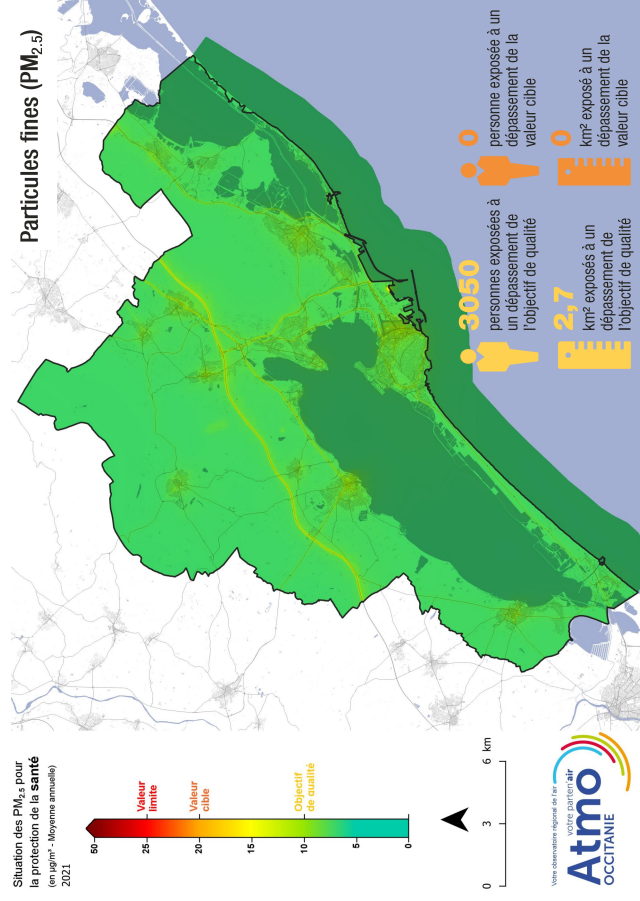 Particules fines (PM2.5)
3050
personnes exposées à
un dépassement de
l'objectif de qualité
0
personne exposée à un
dépassement de la
valeur cible
2,7
km² exposés à un
dépassement de
l'objectif de qualité
0
km² exposé à un
dépassement de la
valeur cible
Situation des PM2.5 pour
la protection de la santé
(en µg/m³ - Moyenne annuelle)
2021
50
25
20
15
10
5
0
Valeur
limite
Valeur
cible
Objectif
de qualité
0 3 6 km
Votre observatoire régional de l'air
votre parten'air
Atmo
OCCITANIE